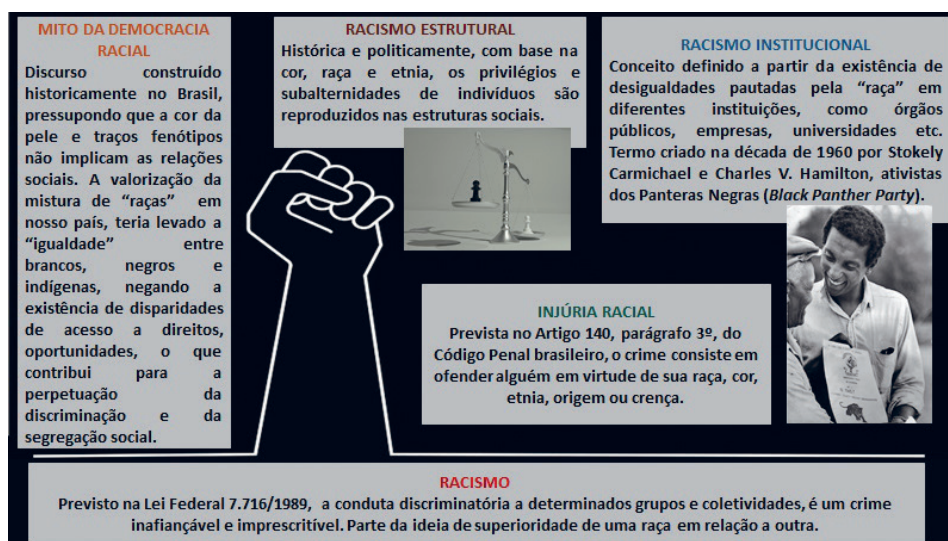 MITO DA DEMOCRACIA
RACIAL
Discurso construído
historicamente no Brasil,
pressupondo que a cor da
pele e traços fenótipos
não implicam as relações
sociais. A valorização da
mistura de “raças” em
nosso país, teria levado a
“igualdade” entre
brancos, negros e
indígenas, negando a
existência de disparidades
de acesso a direitos,
oportunidades, o que
contribui para a
perpetuação da
discriminação e da
segregação social.
RACISMO ESTRUTURAL
Histórica e politicamente, com base na
cor, raça e etnia, os privilégios e
subalternidades de indivíduos são
reproduzidos nas estruturas sociais.
RACISMO INSTITUCIONAL
Conceito definido a partir da existência de
desigualdades pautadas pela “raça” em
diferentes instituições, como órgãos
públicos, empresas, universidades etc.
Termo criado na década de 1960 por Stokely
Carmichael e Charles V. Hamilton, ativistas
dos Panteras Negras (Black Panther Party).
INJÚRIA RACIAL
Prevista no Artigo 140, parágrafo 3º, do
Código Penal brasileiro, o crime consiste em
ofender alguém em virtude de sua raça, cor,
etnia, origem ou crença.
RACISMO
Previsto na Lei Federal 7.716/1989, a conduta discriminatória a determinados grupos e coletividades, é um crime
inafiançável e imprescritível. Parte da ideia de superioridade de uma raça em relação a outra.